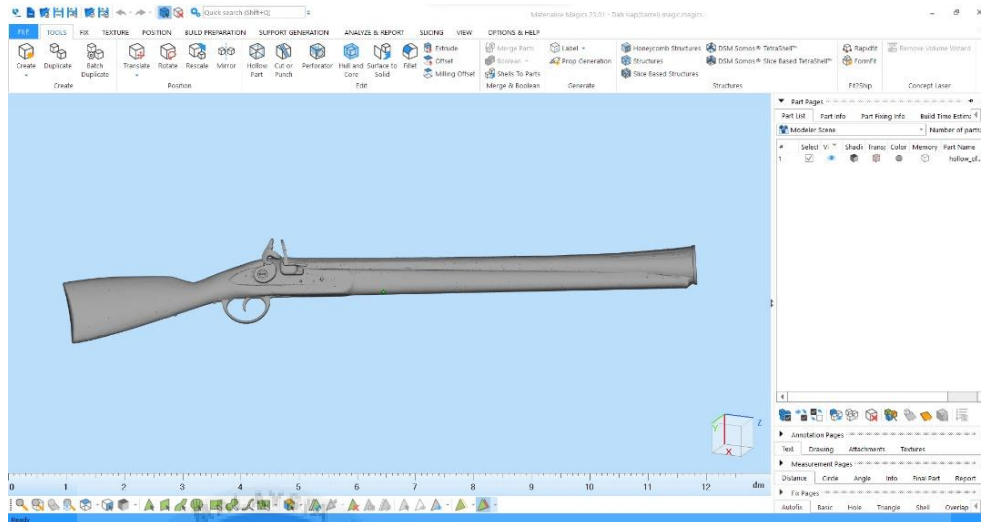 Quick search (Shift+Q)
Materialise Magics 23.01 -
FILE TOOLS FIX TEXTURE POSITION BUILD PREPARATION SUPPORT GENERATION ANALYZE & REPORT SLICING VIEW OPTIONS & HELP
Create Duplicate Batch Duplicate Translate Rotate Rescale Mirror Hollow Part Cut or Punch Perforator Hull and Core Surface to Solid Fillet
Extrude
Offset
Milling Offset
Merge Parts
Boolean
Shells To Parts
Label
Prop Generation
Honeycomb Structures
Structures
Slice Based Structures
DSM Somos® TetraShell™
DSM Somos® Slice Based TetraShell™
Rapidfit
FormFit
Remove Volume Wizard
Create Position Edit Merge & Boolean Generate Structures Fit2Ship Concept Laser
Part Pages
Part List Part Info Part Fixing Info Build Time Estim
Modeler Scene Number of parts:
# Select Vi Shadi Transp Color Memory Part Name
1 hollow_of..
Y Z X
0 1 2 3 4 5 6 7 8 9 10 11 12 dm
Annotation Pages
Text Drawing Attachments Textures
Measurement Pages
Distance Circle Angle Info Final Part Report
Fix Pages
Autofix Basic Hole Triangle Shell Overlap
Ready